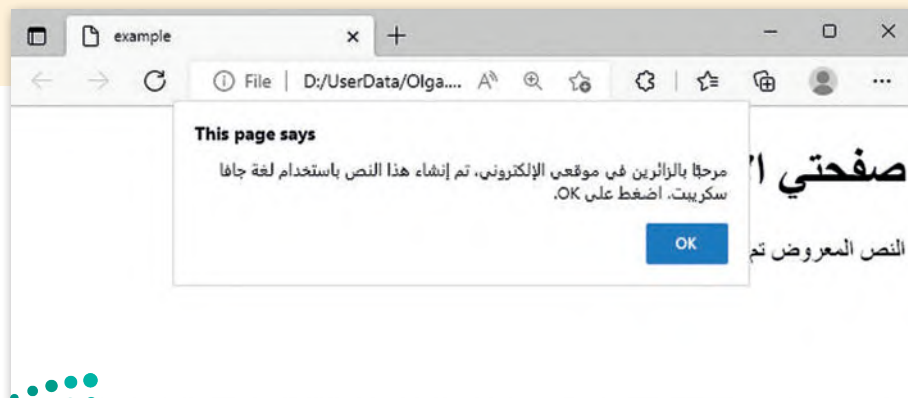 example
File | D:/UserData/Olga....
This page says
مرحبًا بالزائرين في موقعي الإلكتروني، تم إنشاء هذا النص باستخدام لغة جافا
سكريبت. اضغط على OK.
OK
صفحتي
النص المعروض تم